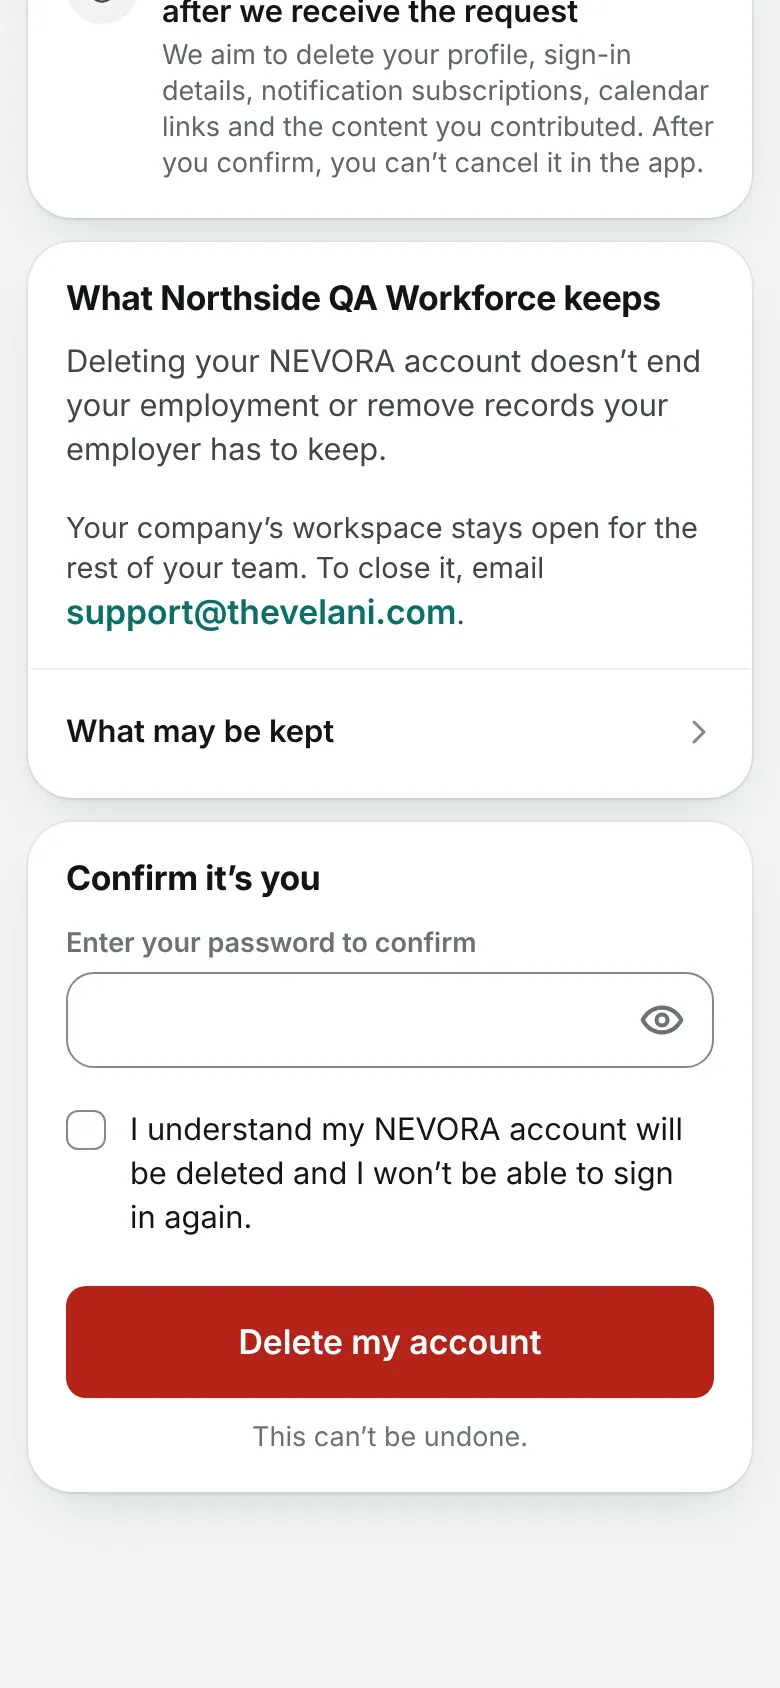 after we receive the request
We aim to delete your profile, sign-in
details, notification subscriptions, calendar
links and the content you contributed. After
you confirm, you can’t cancel it in the app.
What Northside QA Workforce keeps
Deleting your NEVORA account doesn’t end
your employment or remove records your
employer has to keep.
Your company’s workspace stays open for the
rest of your team. To close it, email
support@thevelani.com.
What may be kept
Confirm it’s you
Enter your password to confirm
I understand my NEVORA account will
be deleted and I won’t be able to sign
in again.
Delete my account
This can’t be undone.